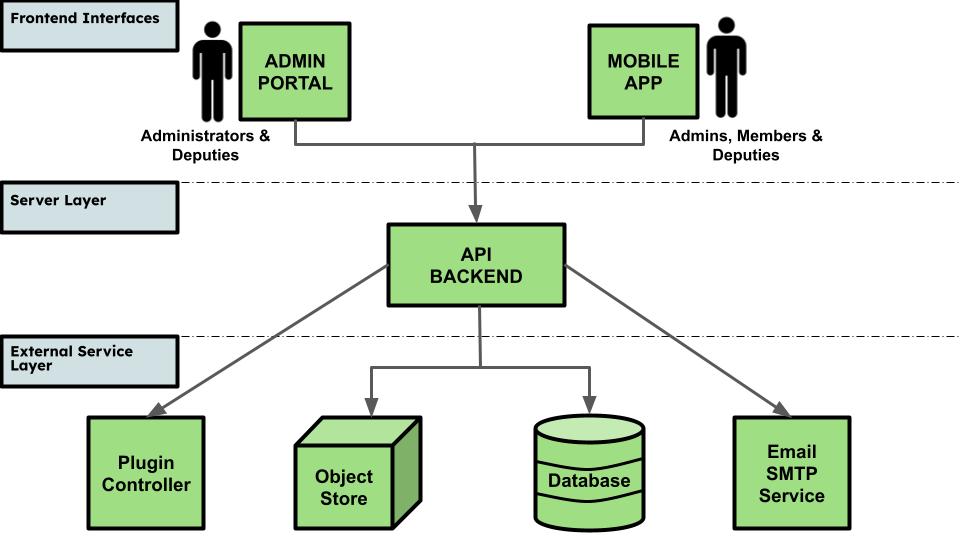 Frontend Interfaces
ADMIN
PORTAL
MOBILE
APP
Administrators &
Deputies
Admins, Members &
Deputies
Server Layer
API
BACKEND
External Service
Layer
Plugin
Controller
Object
Store
Database
Email
SMTP
Service